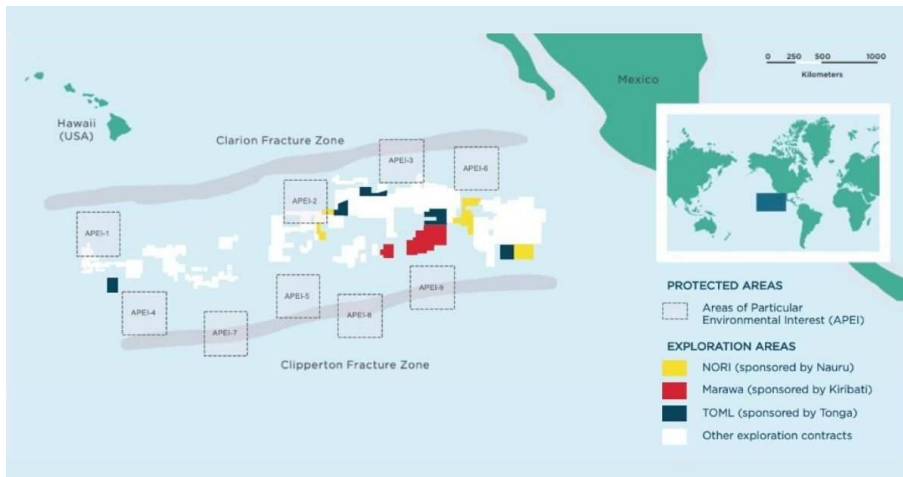 0 250 500 1000
Kilometers
Mexico
Hawaii
(USA)
Clarion Fracture Zone
APEI-3
APEI-6
APEI-2
APEI-1
APEI-9
APEI-5
APEI-4
APEI-8
APEI-7
Clipperton Fracture Zone
PROTECTED AREAS
Areas of Particular
Environmental Interest (APEI)
EXPLORATION AREAS
NORI (sponsored by Nauru)
Marawa (sponsored by Kiribati)
TOML (sponsored by Tonga)
Other exploration contracts